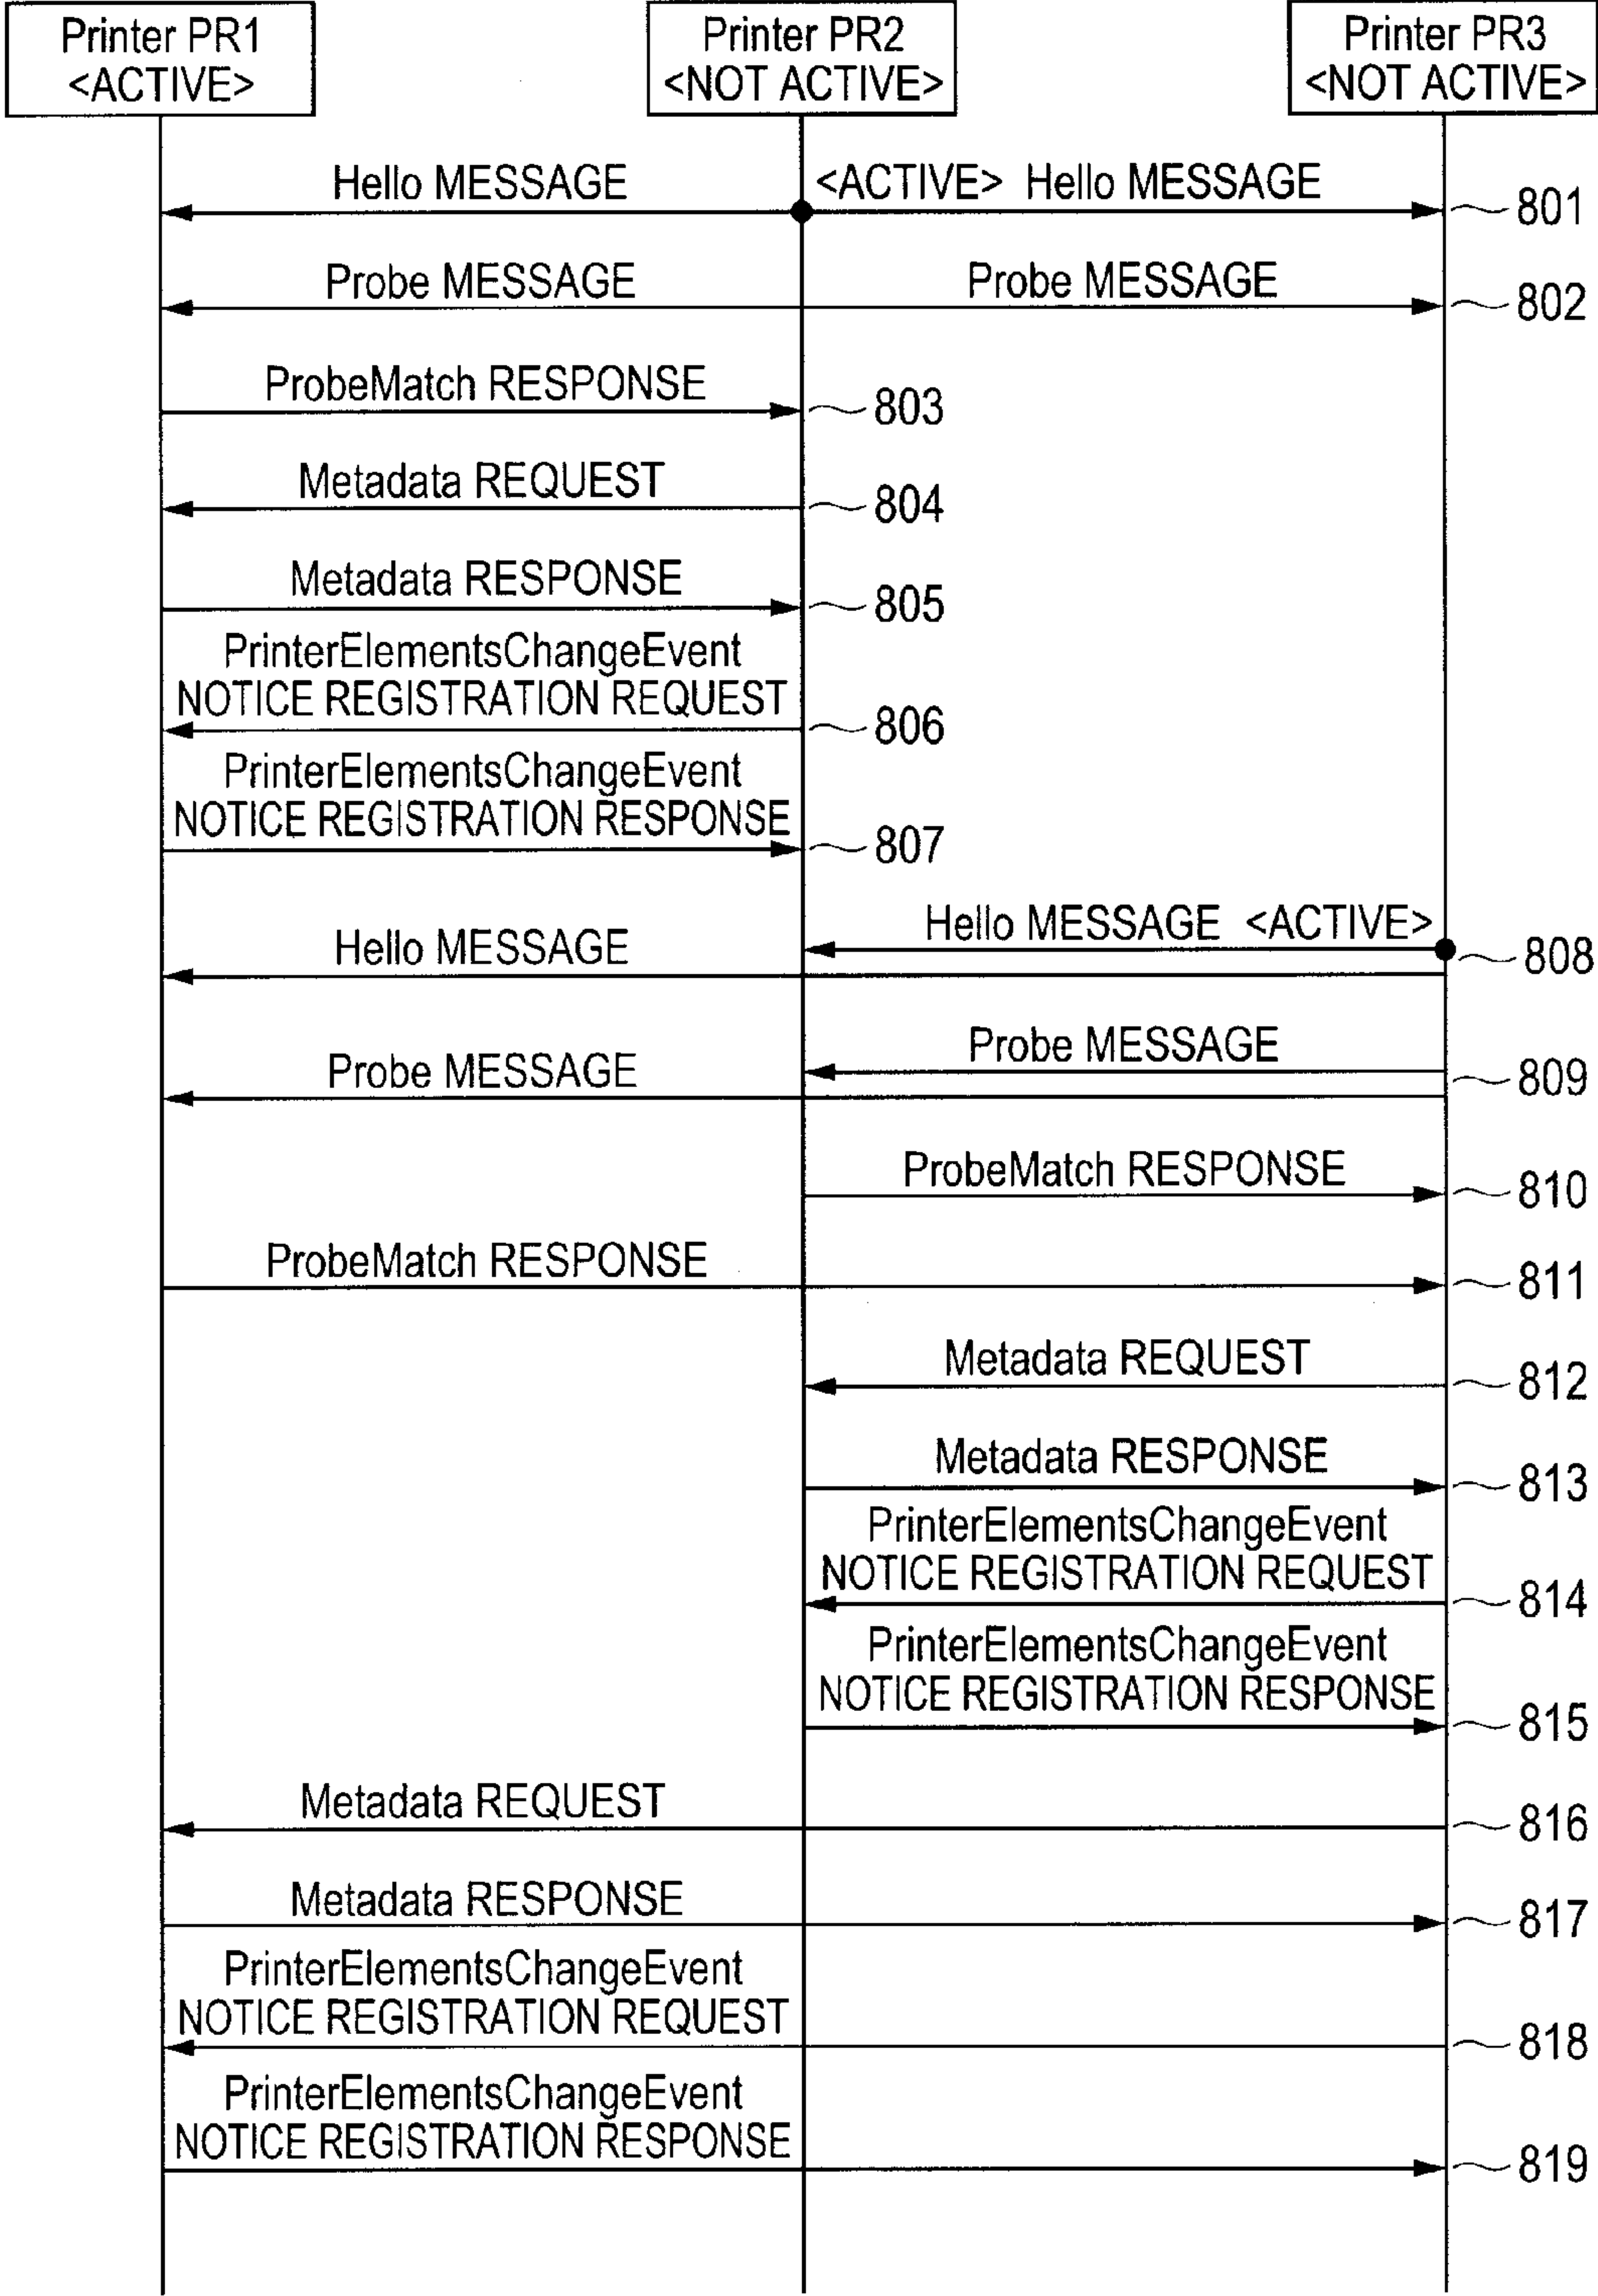 Printer PR1
<ACTIVE>
Printer PR2
<NOT ACTIVE>
Printer PR3
<NOT ACTIVE>
Hello MESSAGE
<ACTIVE> Hello MESSAGE
801
Probe MESSAGE
Probe MESSAGE
802
ProbeMatch RESPONSE
803
Metadata REQUEST
804
Metadata RESPONSE
805
PrinterElementsChangeEvent
NOTICE REGISTRATION REQUEST
806
PrinterElementsChangeEvent
NOTICE REGISTRATION RESPONSE
807
Hello MESSAGE <ACTIVE>
Hello MESSAGE
808
Probe MESSAGE
Probe MESSAGE
809
ProbeMatch RESPONSE
810
ProbeMatch RESPONSE
811
Metadata REQUEST
812
Metadata RESPONSE
813
PrinterElementsChangeEvent
NOTICE REGISTRATION REQUEST
814
PrinterElementsChangeEvent
NOTICE REGISTRATION RESPONSE
815
Metadata REQUEST
816
Metadata RESPONSE
817
PrinterElementsChangeEvent
NOTICE REGISTRATION REQUEST
818
PrinterElementsChangeEvent
NOTICE REGISTRATION RESPONSE
819